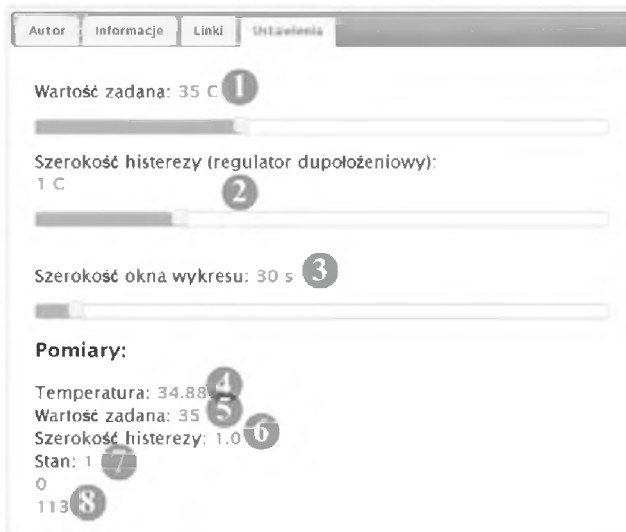 Autor Informacje Linki Ustawienia
Wartość zadana: 35 C 1
Szerokość histerezy (regulator dupołożeniowy):
1 C
2
Szerokość okna wykresu: 30 s 3
Pomiary:
Temperatura: 34.88 4
Wartość zadana: 35 5
Szerokość histerezy: 1.0 6
Stan: 1 7
0
113 8